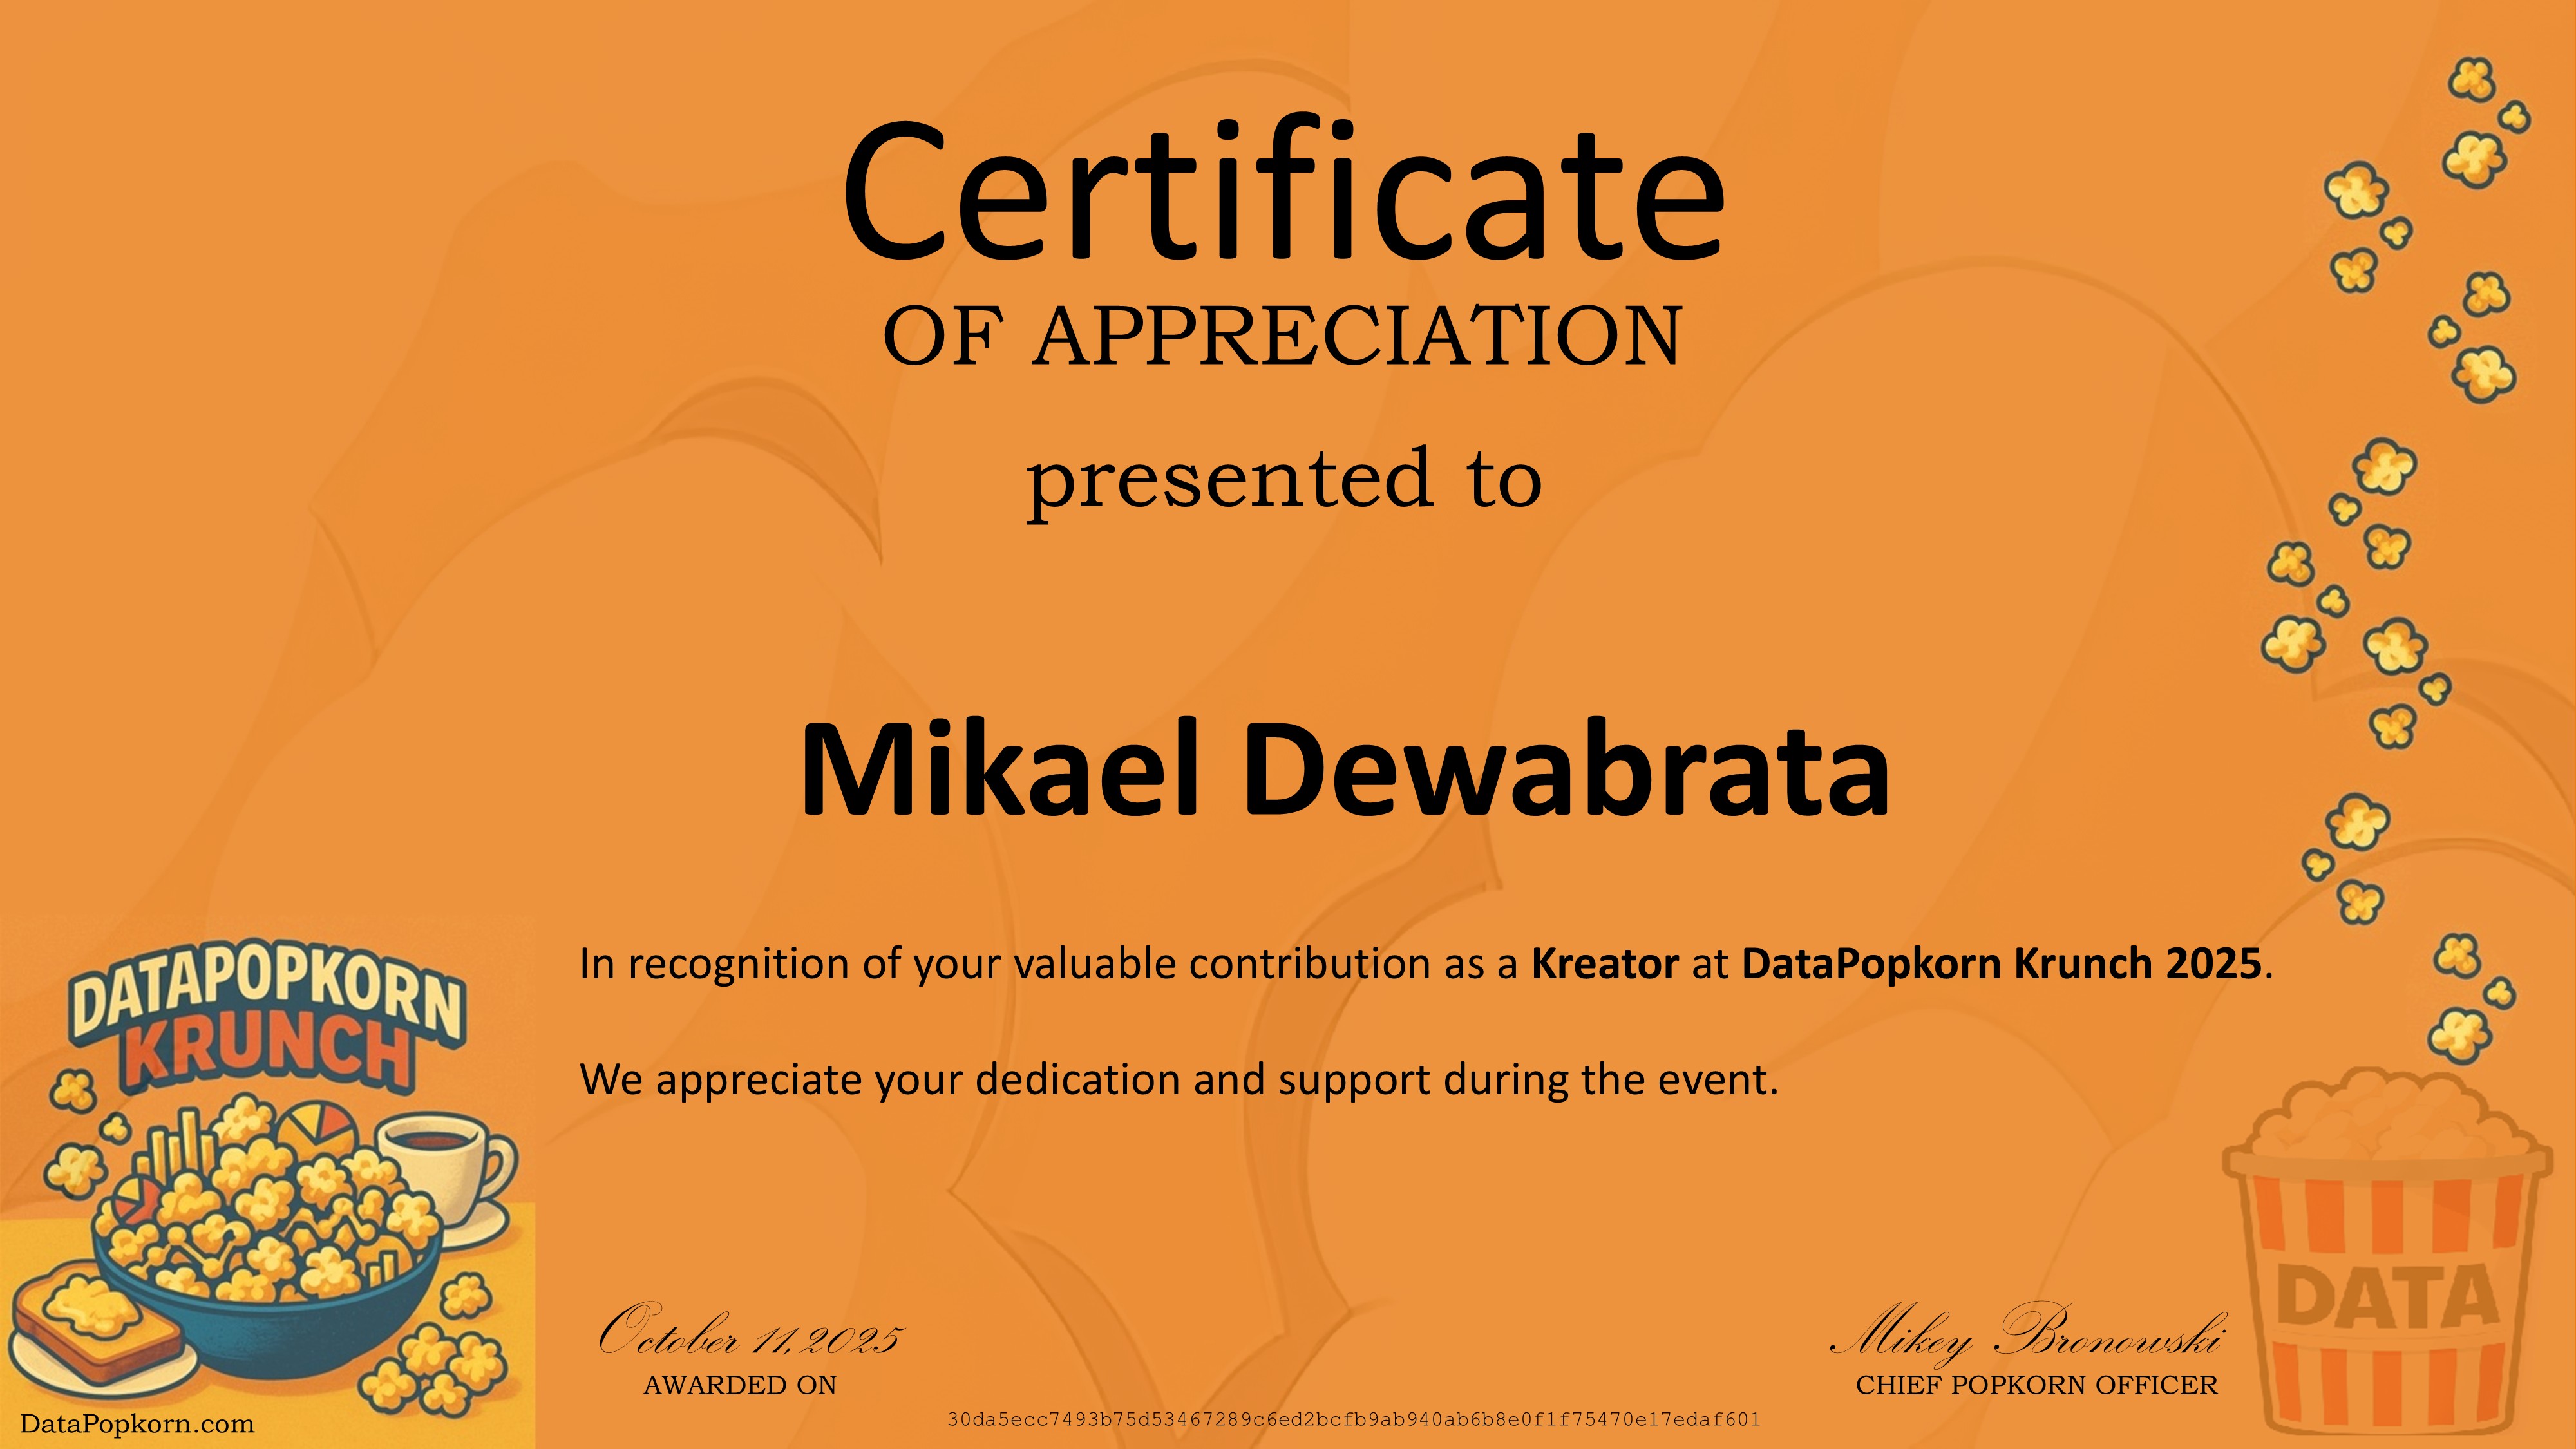 Certificate
OF APPRECIATION
presented to
Mikael Dewabrata
In recognition of your valuable contribution as a Kreator at DataPopkorn Krunch 2025.
We appreciate your dedication and support during the event.
DATAPOPKORN
KRUNCH
DATA
October 11, 2025
AWARDED ON
Mikey Bronowski
CHIEF POPKORN OFFICER
30da5ecc7493b75d53467289c6ed2bcfb9ab940ab6b8e0f1f75470e17edaf601
DataPopkorn.com